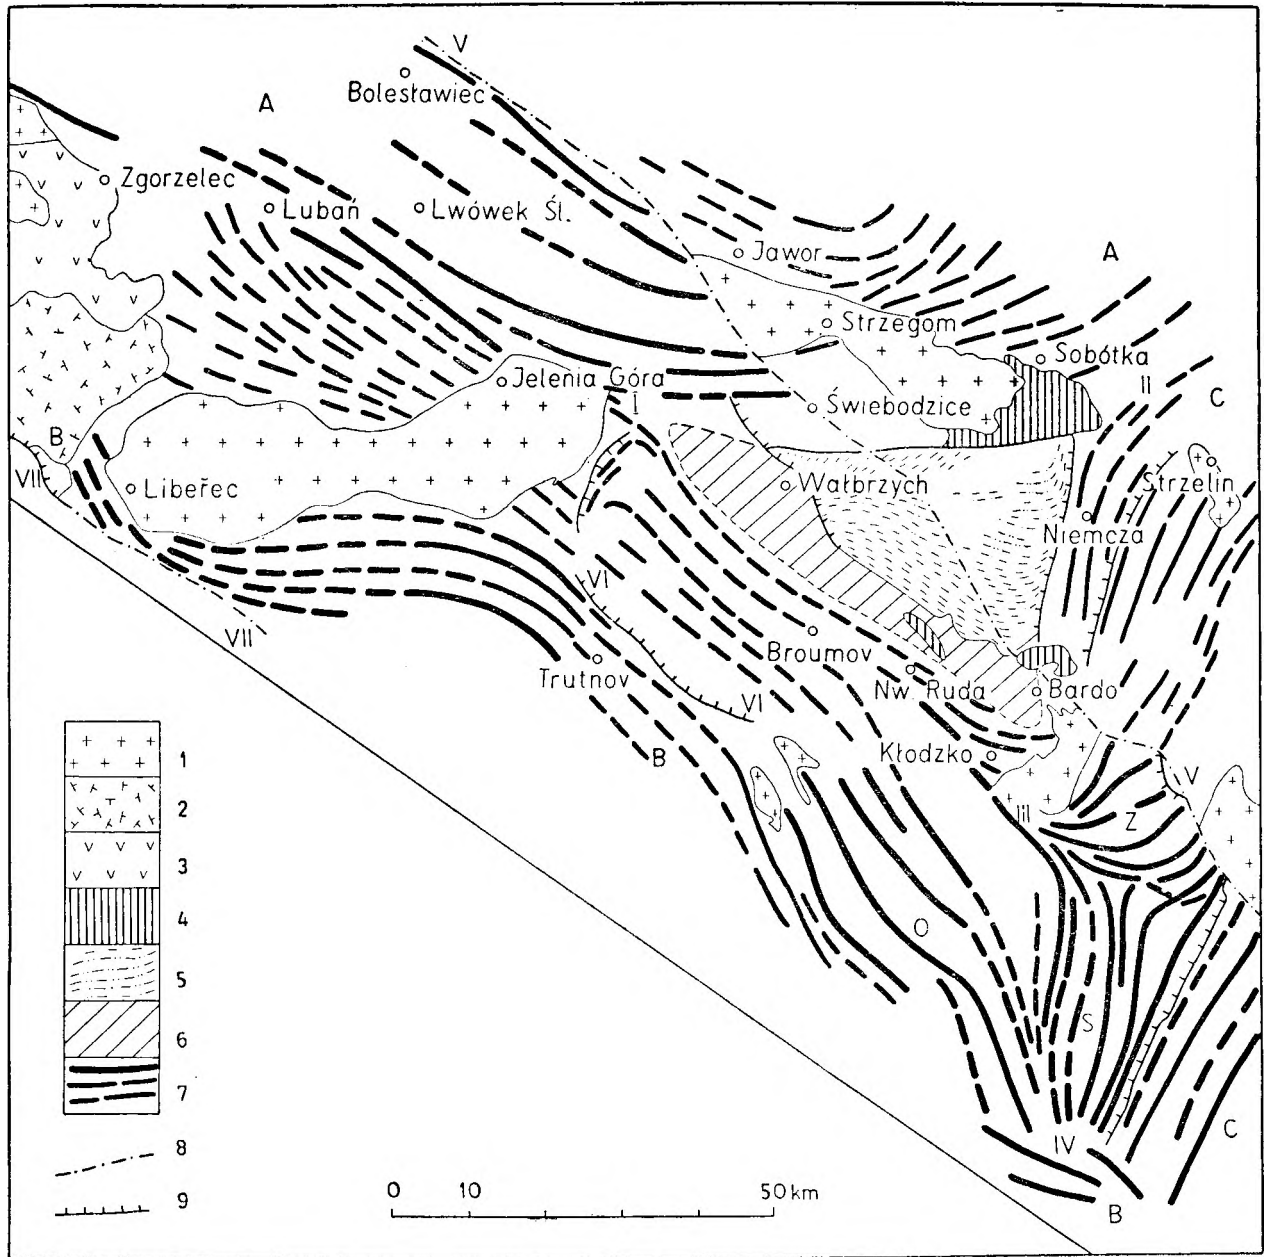 V
Bolesławiec
A
Zgorzelec
Lubań
Lwówek Śl.
Jawor
A
Strzegom
Sobótka
II
C
Jelenia Góra
I
Świebodzice
B
VII
Libeřec
Wałbrzych
Strzelin
Niemcza
VI
VII
Trutnov
Broumov
VI
Nw. Ruda
Bardo
B
Kłodzko
V
III
Z
O
S
IV
C
B
1
2
3
4
5
6
7
8
9
0 10 50 km